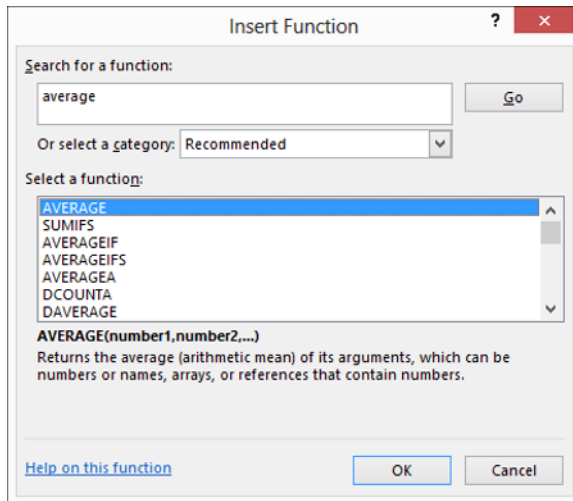 Insert Function
?
Search for a function:
average
Go
Or select a category: Recommended
Select a function:
AVERAGE
SUMIFS
AVERAGEIF
AVERAGEIFS
AVERAGEA
DCOUNTA
DAVERAGE
AVERAGE(number1,number2,...)
Returns the average (arithmetic mean) of its arguments, which can be
numbers or names, arrays, or references that contain numbers.
Help on this function
OK
Cancel